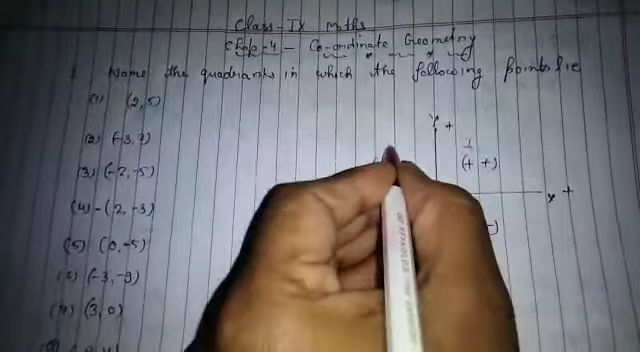 Class-IX maths
Chap-4 - Co-ordinate Geometry
1 Name the quadrants in which the following points lie
(1) (2,5)
(2) (-3,7)
(3) (-2,-5)
(4) - (2,-3)
(5) (0,-5)
(6) (-3,-9)
(7) (3,0)
y +
1
(+ +)
x +